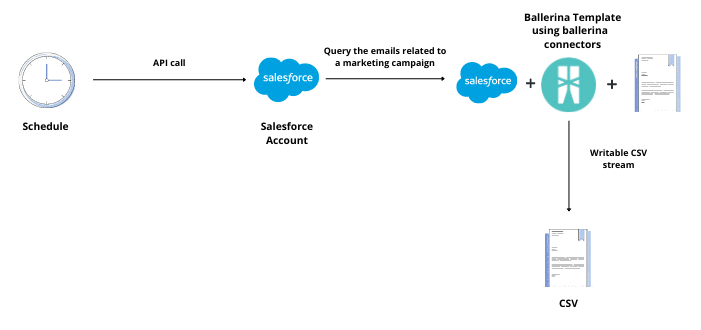 Ballerina Template
using ballerina
connectors
API call
Query the emails related to
a marketing campaign
salesforce
salesforce
+
+
Schedule
Salesforce
Account
Writable CSV
stream
CSV